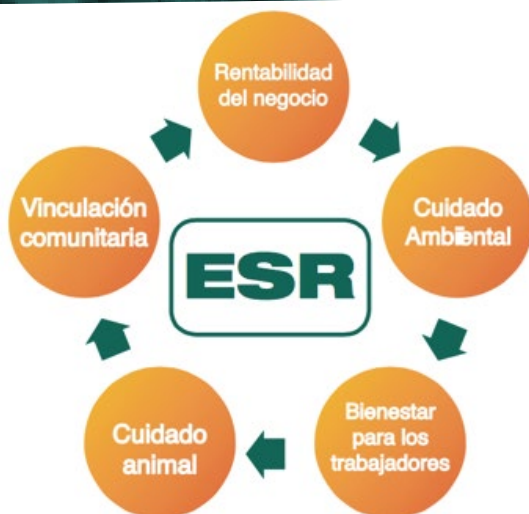 Rentabilidad
del negocio
Cuidado
Ambiental
Bienestar
para los
trabajadores
Cuidado
animal
Vinculación
comunitaria
ESR